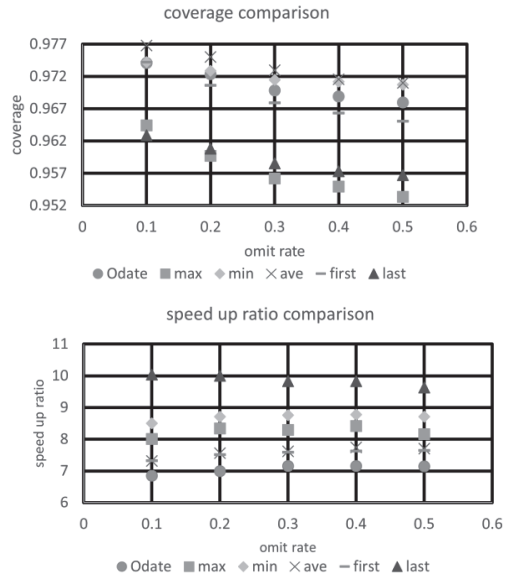 coverage comparison
0.977
0.972
0.967
0.962
0.957
0.952
coverage
0 0.1 0.2 0.3 0.4 0.5 0.6
omit rate
Odate max min ave first last
speed up ratio comparison
11
10
9
8
7
6
speed up ratio
0 0.1 0.2 0.3 0.4 0.5 0.6
omit rate
Odate max min ave first last